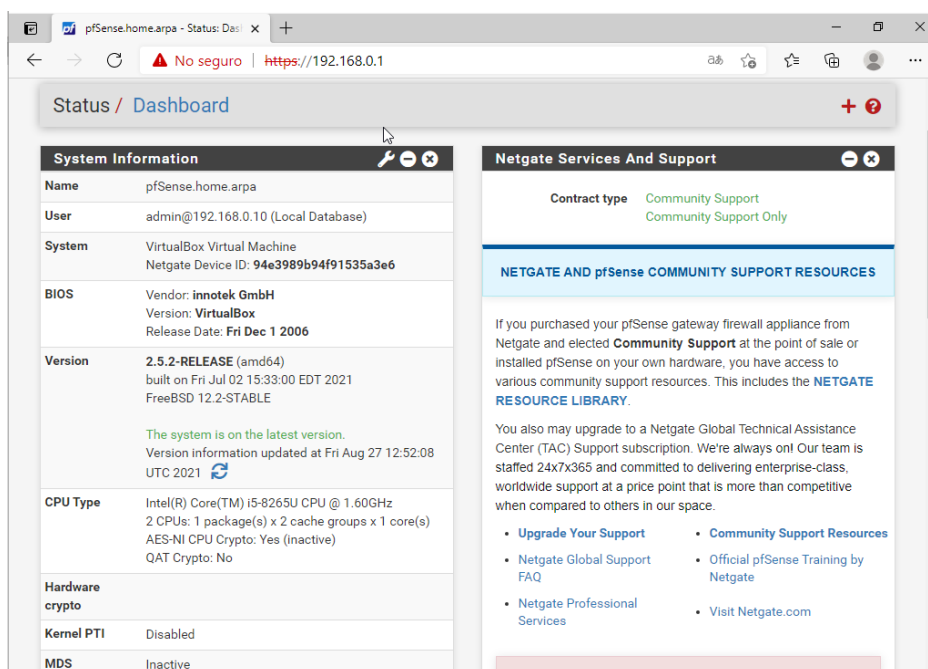 pfSense.home.arpa - Status: Das
No seguro | https://192.168.0.1
Status / Dashboard
System Information
Name pfSense.home.arpa
User admin@192.168.0.10 (Local Database)
System VirtualBox Virtual Machine
Netgate Device ID: 94e3989b94f91535a3e6
BIOS Vendor: innotek GmbH
Version: VirtualBox
Release Date: Fri Dec 1 2006
Version 2.5.2-RELEASE (amd64)
built on Fri Jul 02 15:33:00 EDT 2021
FreeBSD 12.2-STABLE
The system is on the latest version.
Version information updated at Fri Aug 27 12:52:08
UTC 2021
CPU Type Intel(R) Core(TM) i5-8265U CPU @ 1.60GHz
2 CPUs: 1 package(s) x 2 cache groups x 1 core(s)
AES-NI CPU Crypto: Yes (inactive)
QAT Crypto: No
Hardware
crypto
Kernel PTI Disabled
MDS Inactive
Netgate Services And Support
Contract type Community Support
Community Support Only
NETGATE AND pfSense COMMUNITY SUPPORT RESOURCES
If you purchased your pfSense gateway firewall appliance from
Netgate and elected Community Support at the point of sale or
installed pfSense on your own hardware, you have access to
various community support resources. This includes the NETGATE
RESOURCE LIBRARY.
You also may upgrade to a Netgate Global Technical Assistance
Center (TAC) Support subscription. We're always on! Our team is
staffed 24x7x365 and committed to delivering enterprise-class,
worldwide support at a price point that is more than competitive
when compared to others in our space.
Upgrade Your Support
Community Support Resources
Netgate Global Support
FAQ
Official pfSense Training by
Netgate
Netgate Professional
Services
Visit Netgate.com